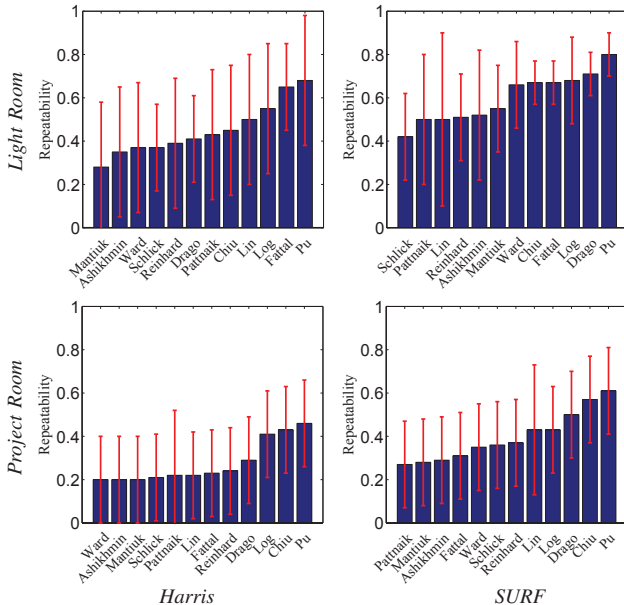 1
0.8
0.6
0.4
0.2
0
Repeatability
Light Room
Mantiuk
Ashikhmin
Ward
Schlick
Reinhard
Drago
Pattnaik
Chiu
Lin
Log
Fattal
Pu
1
0.8
0.6
0.4
0.2
0
Repeatability
Schlick
Pattnaik
Lin
Reinhard
Ashikhmin
Mantiuk
Ward
Chiu
Fattal
Log
Drago
Pu
1
0.8
0.6
0.4
0.2
0
Repeatability
Project Room
Ward
Ashikhmin
Mantiuk
Schlick
Pattnaik
Lin
Fattal
Reinhard
Drago
Log
Chiu
Pu
Harris
1
0.8
0.6
0.4
0.2
0
Repeatability
Pattnaik
Mantiuk
Ashikhmin
Fattal
Ward
Schlick
Reinhard
Lin
Log
Drago
Chiu
Pu
SURF